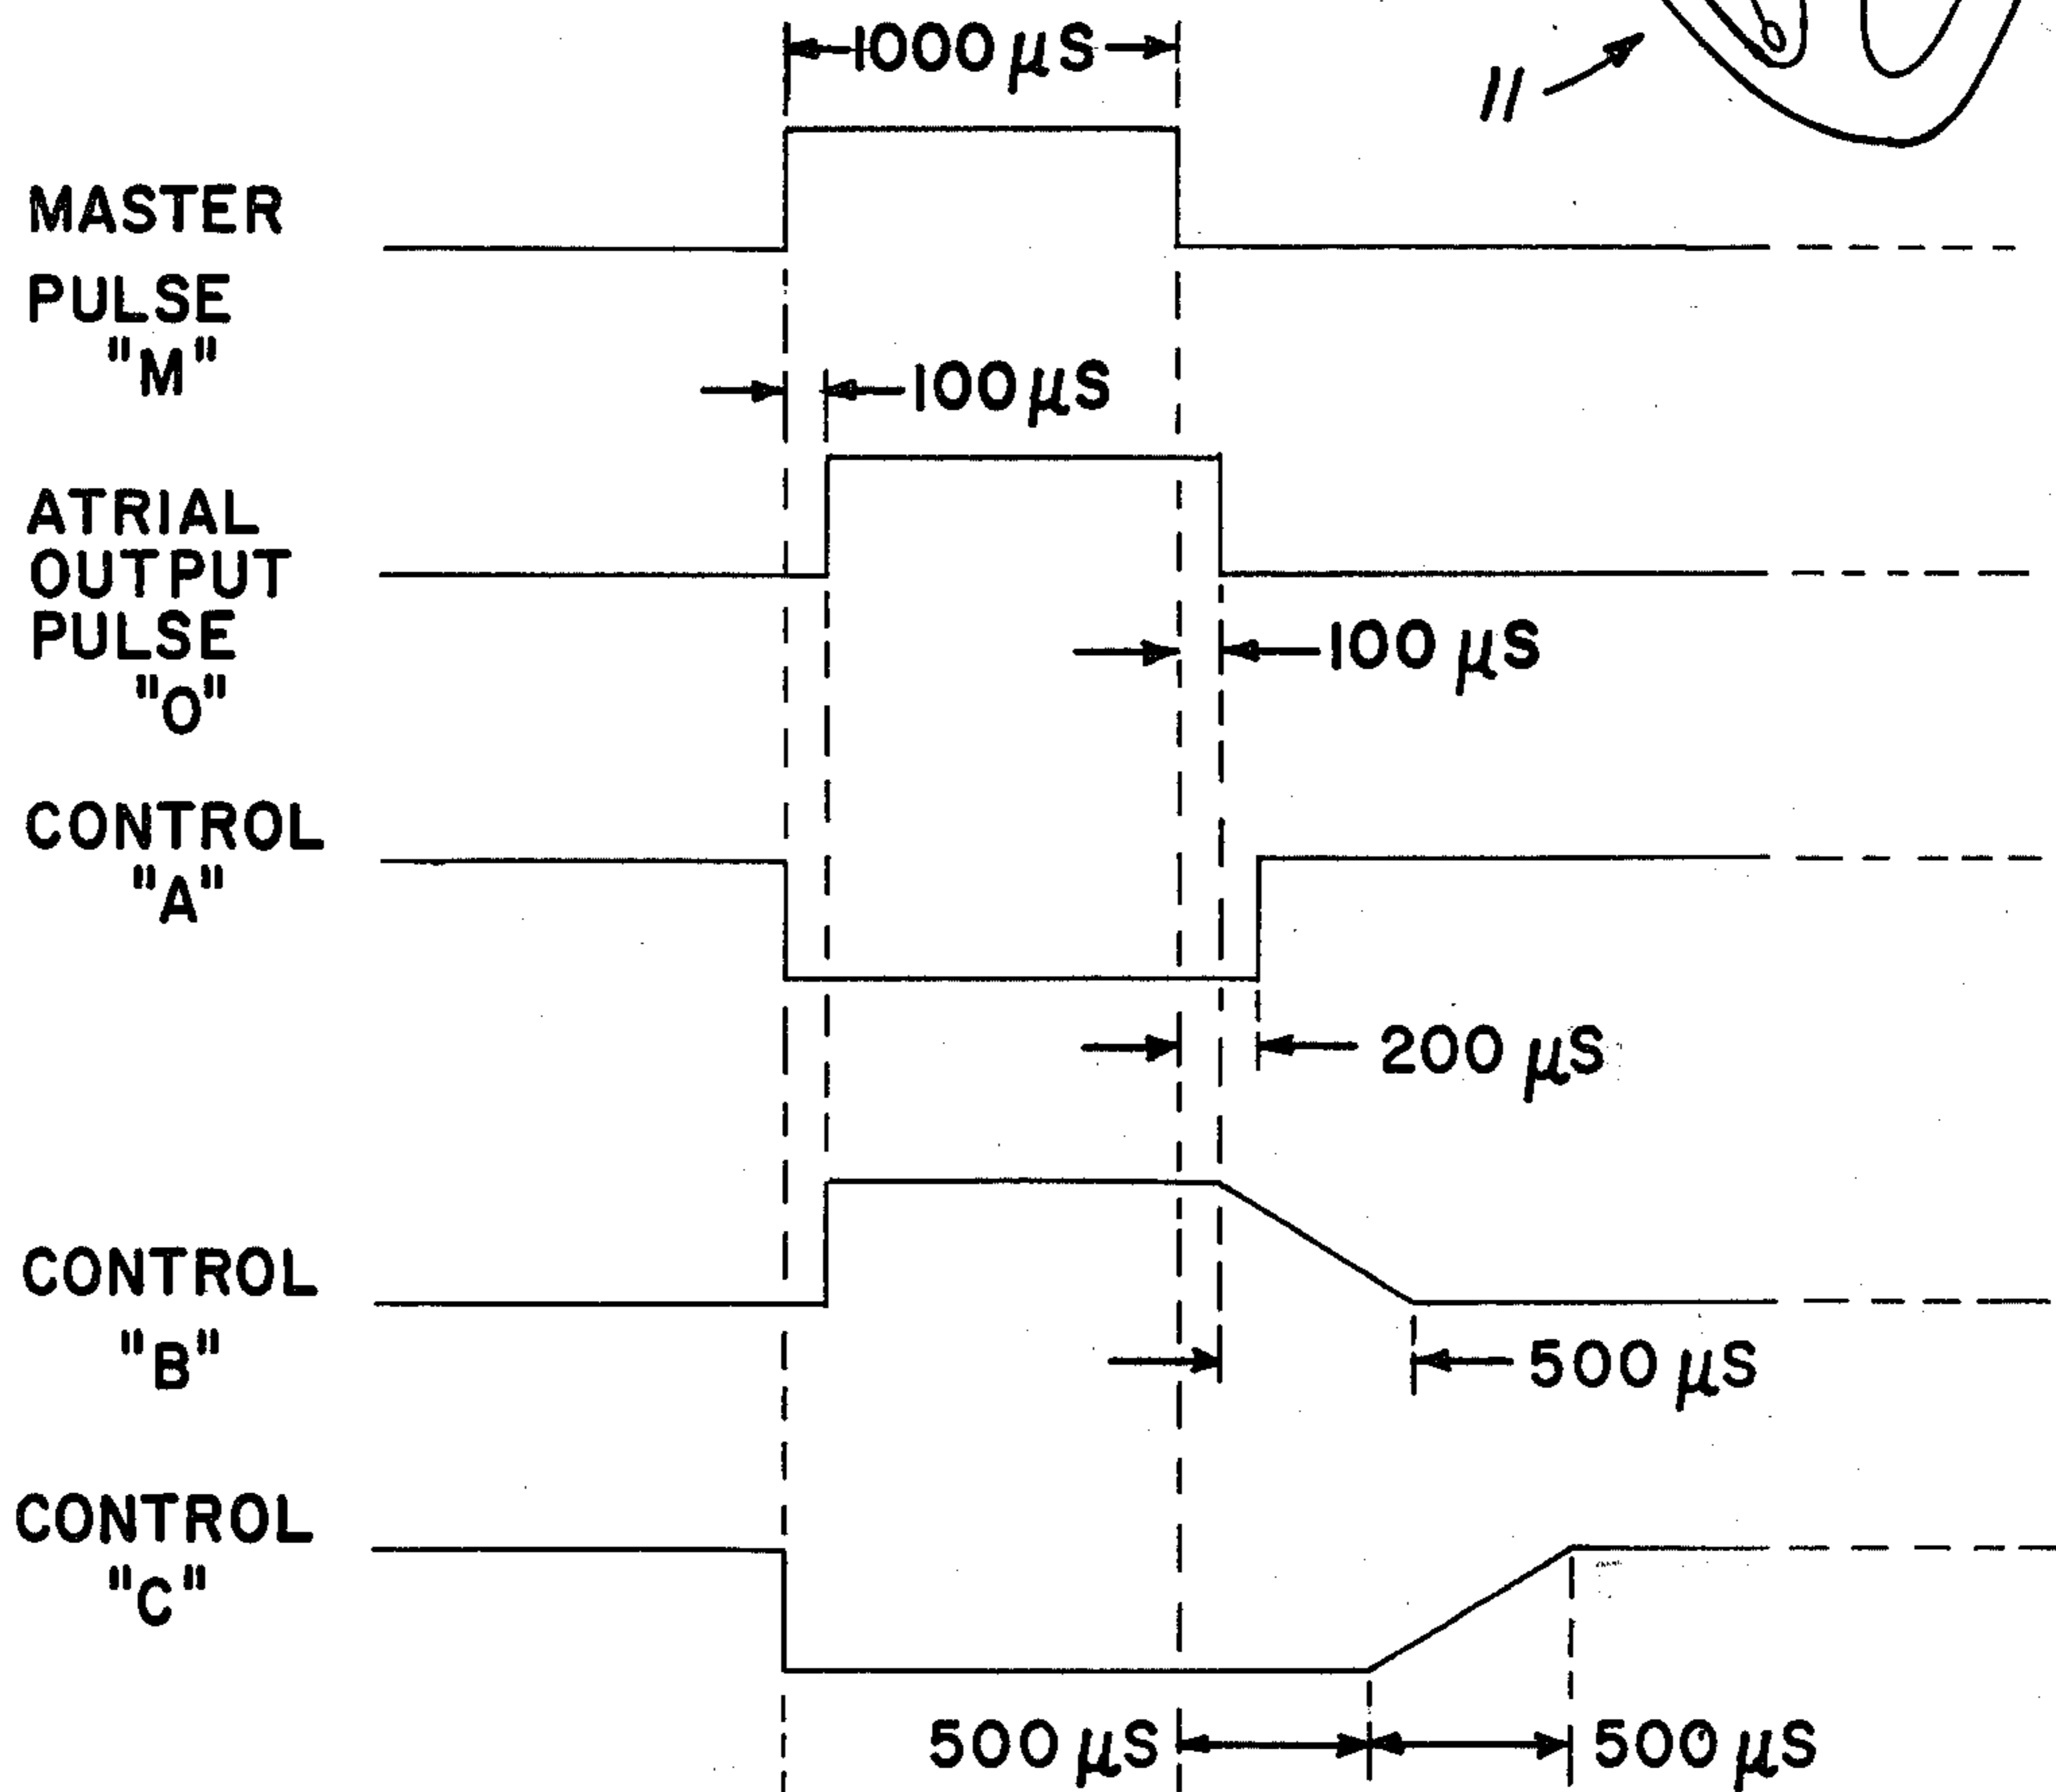 1000 μS
11
MASTER
PULSE
"M"
100 μS
ATRIAL
OUTPUT
PULSE
"O"
100 μS
CONTROL
"A"
200 μS
CONTROL
"B"
500 μS
CONTROL
"C"
500 μS
500 μS